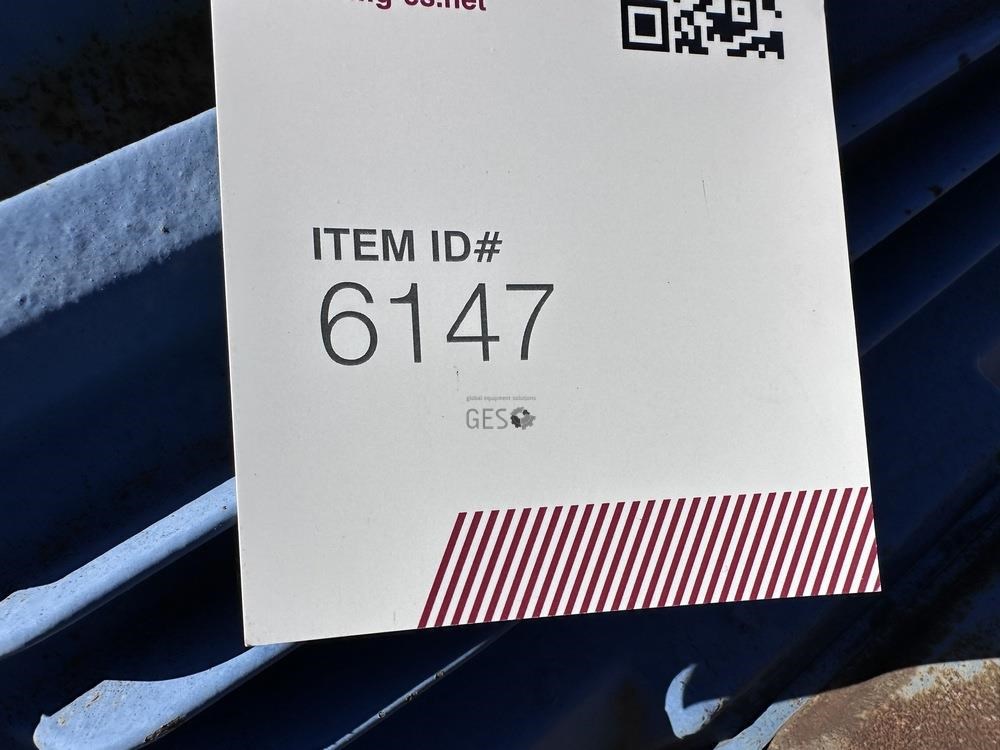 ITEM ID#
6147
global equipment solutions
GES